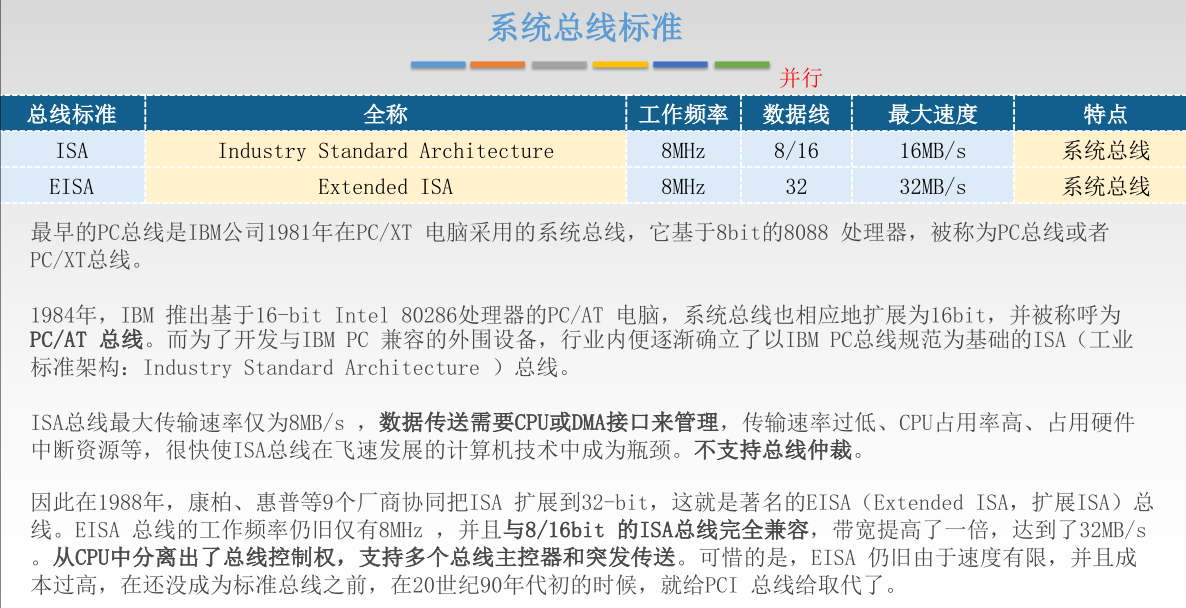 系统总线标准
并行
总线标准 全称 工作频率 数据线 最大速度 特点
ISA Industry Standard Architecture 8MHz 8/16 16MB/s 系统总线
EISA Extended ISA 8MHz 32 32MB/s 系统总线
最早的PC总线是IBM公司1981年在PC/XT 电脑采用的系统总线，它基于8bit的8088 处理器，被称为PC总线或者
PC/XT总线。
1984年，IBM 推出基于16-bit Intel 80286处理器的PC/AT 电脑，系统总线也相应地扩展为16bit，并被称呼为
PC/AT 总线。而为了开发与IBM PC 兼容的外围设备，行业内便逐渐确立了以IBM PC总线规范为基础的ISA（工业
标准架构：Industry Standard Architecture ）总线。
ISA总线最大传输速率仅为8MB/s ，数据传送需要CPU或DMA接口来管理，传输速率过低、CPU占用率高、占用硬件
中断资源等，很快使ISA总线在飞速发展的计算机技术中成为瓶颈。不支持总线仲裁。
因此在1988年，康柏、惠普等9个厂商协同把ISA 扩展到32-bit，这就是著名的EISA（Extended ISA，扩展ISA）总
线。EISA 总线的工作频率仍旧仅有8MHz ，并且与8/16bit 的ISA总线完全兼容，带宽提高了一倍，达到了32MB/s
。从CPU中分离出了总线控制权，支持多个总线主控器和突发传送。可惜的是，EISA 仍旧由于速度有限，并且成
本过高，在还没成为标准总线之前，在20世纪90年代初的时候，就给PCI 总线给取代了。